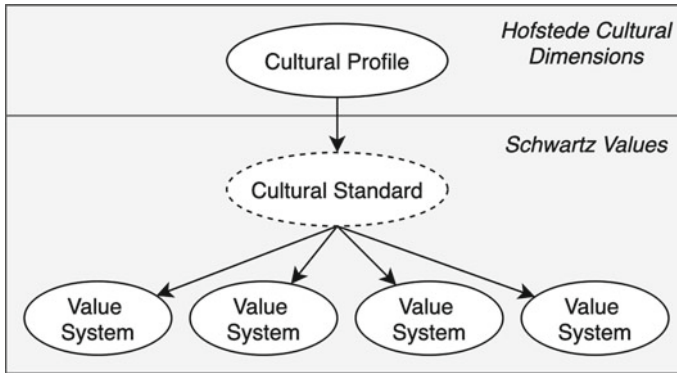 Hofstede Cultural
Dimensions
Cultural Profile
Schwartz Values
Cultural Standard
Value
System
Value
System
Value
System
Value
System